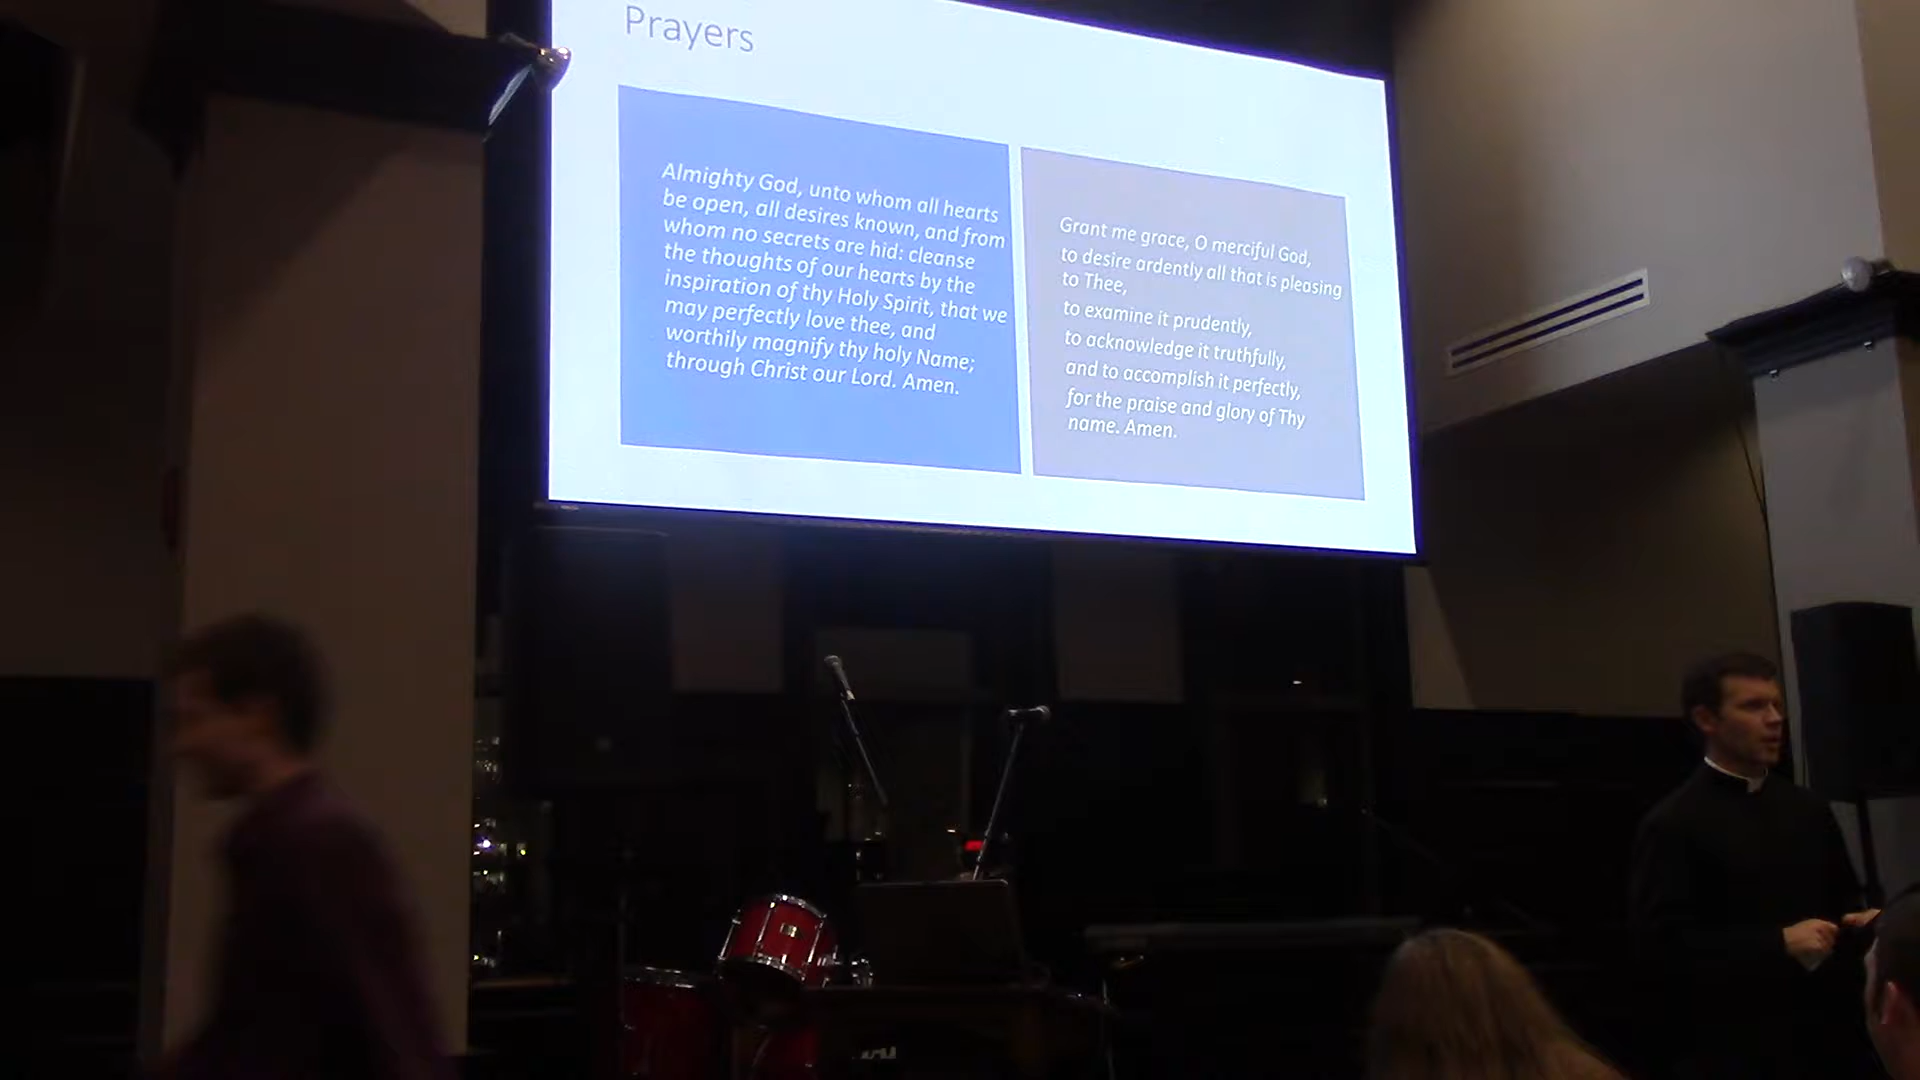 Prayers
Almighty God, unto whom all hearts
be open, all desires known, and from
whom no secrets are hid: cleanse
the thoughts of our hearts by the
inspiration of thy Holy Spirit, that we
may perfectly love thee, and
worthily magnify thy holy Name;
through Christ our Lord. Amen.
Grant me grace, O merciful God,
to desire ardently all that is pleasing
to Thee,
to examine it prudently,
to acknowledge it truthfully,
and to accomplish it perfectly,
for the praise and glory of Thy
name. Amen.